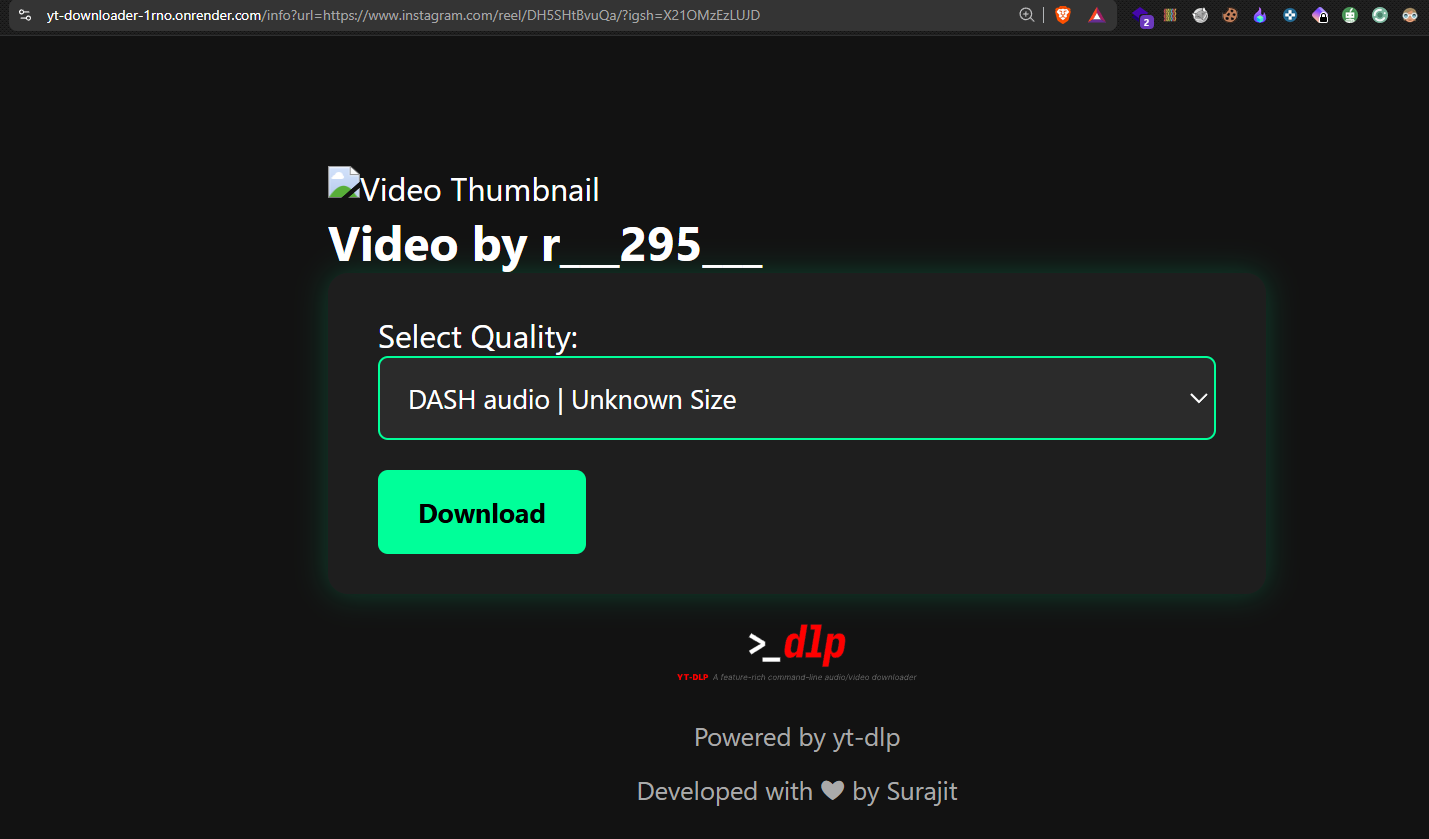 yt-downloader-1rno.onrender.com/info?url=https://www.instagram.com/reel/DH5SHtBvuQa/?igsh=X21OMzEzLUJD
2
Video Thumbnail
Video by r___295___
Select Quality:
DASH audio | Unknown Size
Download
>_dlp
YT-DLP A feature-rich command-line audio/video downloader
Powered by yt-dlp
Developed with ❤ by Surajit